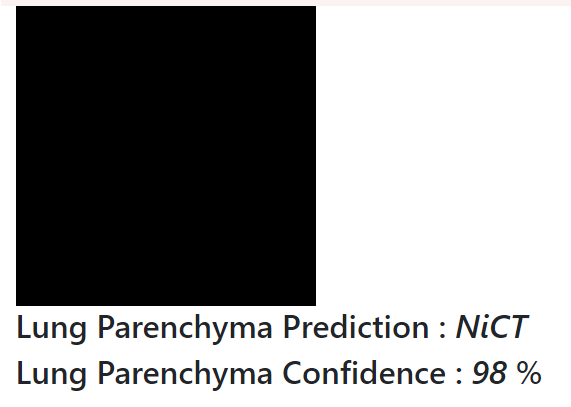 Lung Parenchyma Prediction : NiCT
Lung Parenchyma Confidence : 98 %